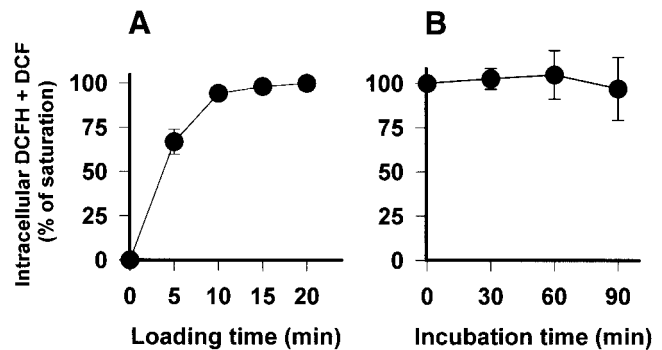 A
B
Intracellular DCFH + DCF
(% of saturation)
100
75
50
25
0
0 5 10 15 20
Loading time (min)
100
75
50
25
0
0 30 60 90
Incubation time (min)